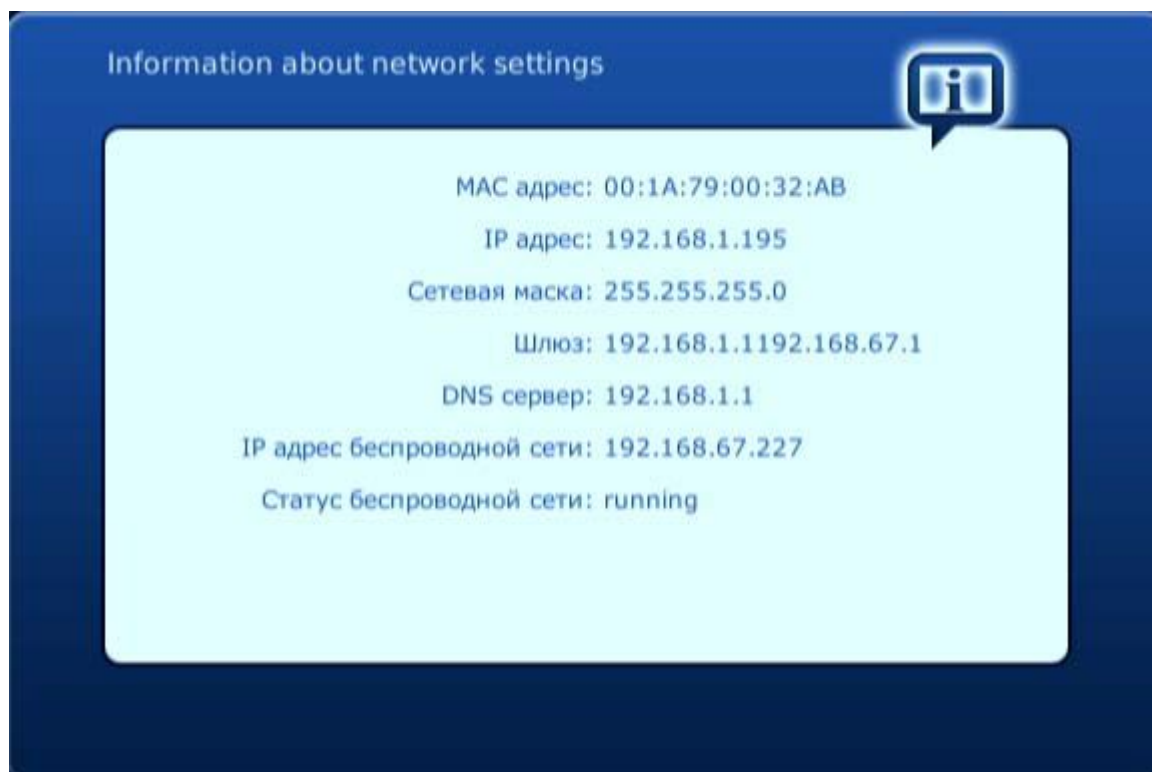 Information about network settings
MAC адрес: 00:1A:79:00:32:AB
IP адрес: 192.168.1.195
Сетевая маска: 255.255.255.0
Шлюз: 192.168.1.1192.168.67.1
DNS сервер: 192.168.1.1
IP адрес беспроводной сети: 192.168.67.227
Статус беспроводной сети: running